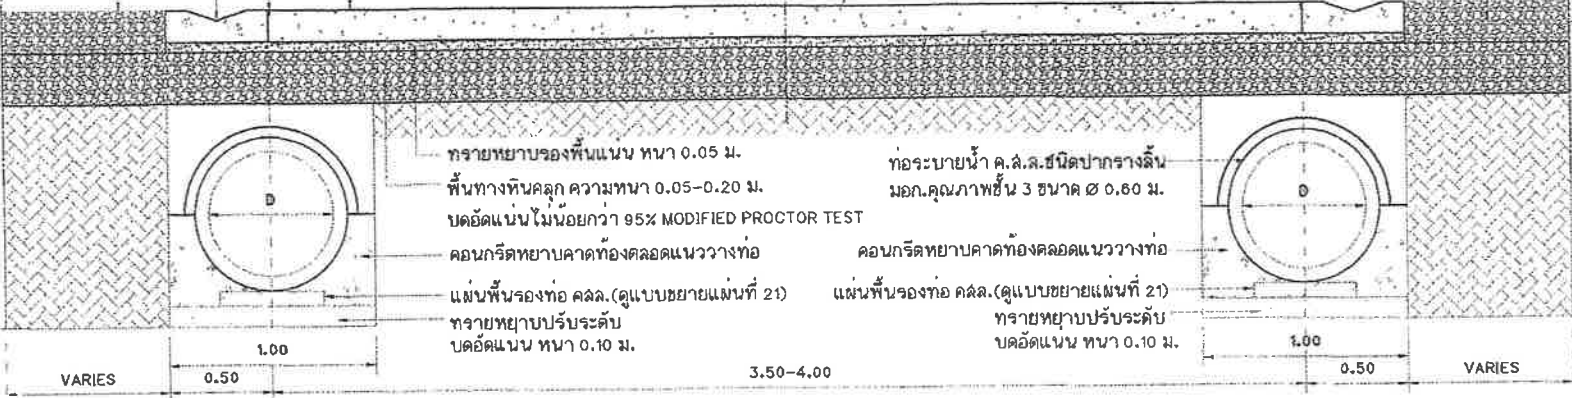 ทรายหยาบรองพื้นแน่น หนา 0.05 ม.
พื้นทางหินคลุก ความหนา 0.05-0.20 ม.
บดอัดแน่นไม่น้อยกว่า 95% MODIFIED PROCTOR TEST
คอนกรีตหยาบคาดท้องตลอดแนววางท่อ
แผ่นพื้นรองท่อ คสล.(ดูแบบขยายแผ่นที่ 21)
ทรายหยาบปรับระดับ
บดอัดแน่น หนา 0.10 ม.
ท่อระบายน้ำ ค.ส.ล.ชนิดปากรางลิ้น
มอก.คุณภาพชั้น 3 ขนาด Ø 0.60 ม.
คอนกรีตหยาบคาดท้องตลอดแนววางท่อ
แผ่นพื้นรองท่อ คสล.(ดูแบบขยายแผ่นที่ 21)
ทรายหยาบปรับระดับ
บดอัดแน่น หนา 0.10 ม.
D
D
1.00
1.00
VARIES
0.50
3.50-4.00
0.50
VARIES